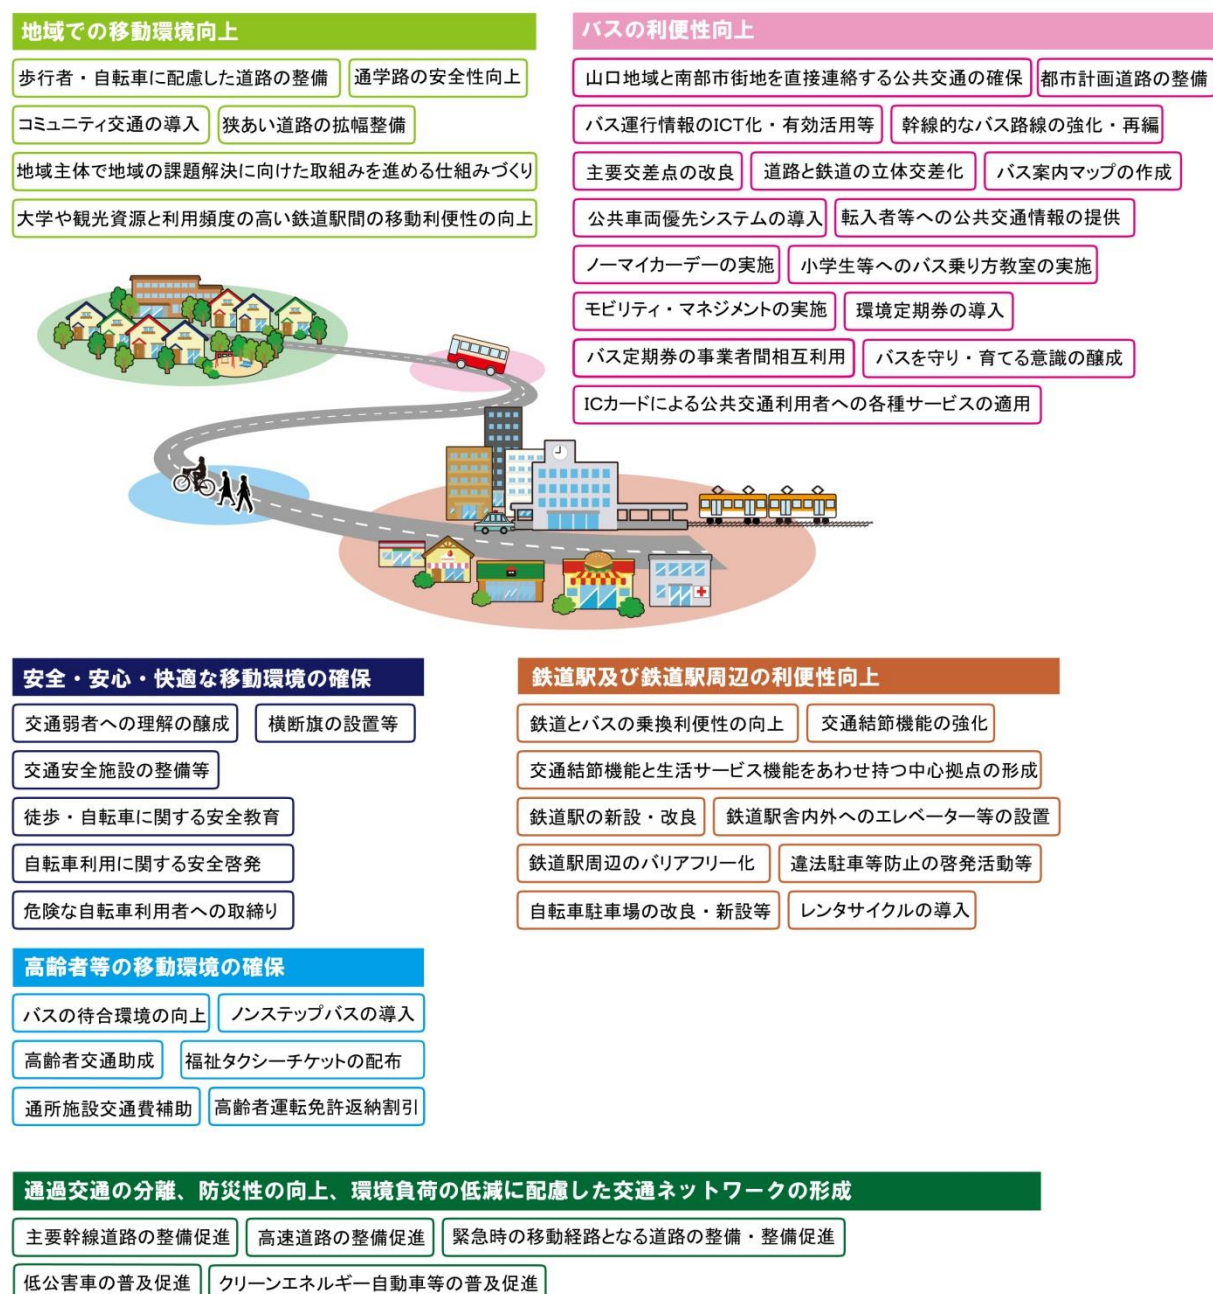 地域での移動環境向上
歩行者・自転車に配慮した道路の整備
通学路の安全性向上
コミュニティ交通の導入
狭あい道路の拡幅整備
地域主体で地域の課題解決に向けた取組みを進める仕組みづくり
大学や観光資源と利用頻度の高い鉄道駅間の移動利便性の向上
バスの利便性向上
山口地域と南部市街地を直接連絡する公共交通の確保
都市計画道路の整備
バス運行情報のICT化・有効活用等
幹線的なバス路線の強化・再編
主要交差点の改良
道路と鉄道の立体交差化
バス案内マップの作成
公共車両優先システムの導入
転入者等への公共交通情報の提供
ノーマイカーデーの実施
小学生等へのバス乗り方教室の実施
モビリティ・マネジメントの実施
環境定期券の導入
バス定期券の事業者間相互利用
バスを守り・育てる意識の醸成
ICカードによる公共交通利用者への各種サービスの適用
安全・安心・快適な移動環境の確保
交通弱者への理解の醸成
横断旗の設置等
交通安全施設の整備等
徒歩・自転車に関する安全教育
自転車利用に関する安全啓発
危険な自転車利用者への取締り
鉄道駅及び鉄道駅周辺の利便性向上
鉄道とバスの乗換利便性の向上
交通結節機能の強化
交通結節機能と生活サービス機能をあわせ持つ中心拠点の形成
鉄道駅の新設・改良
鉄道駅舎内外へのエレベーター等の設置
鉄道駅周辺のバリアフリー化
違法駐車等防止の啓発活動等
自転車駐車場の改良・新設等
レンタサイクルの導入
高齢者等の移動環境の確保
バスの待合環境の向上
ノンステップバスの導入
高齢者交通助成
福祉タクシーチケットの配布
通所施設交通費補助
高齢者運転免許返納割引
通過交通の分離、防災性の向上、環境負荷の低減に配慮した交通ネットワークの形成
主要幹線道路の整備促進
高速道路の整備促進
緊急時の移動経路となる道路の整備・整備促進
低公害車の普及促進
クリーンエネルギー自動車等の普及促進